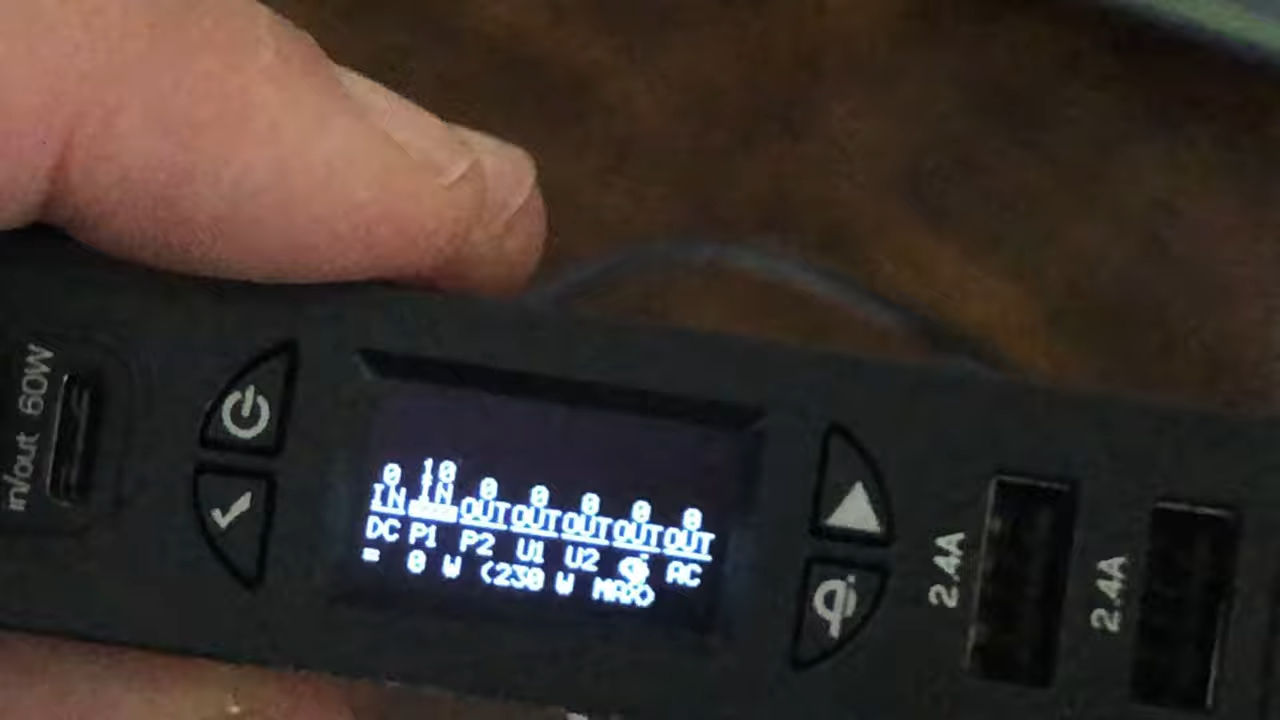 in/out 60W
0 10 0 0 0 0 0
IN IN OUT OUT OUT OUT OUT
DC P1 P2 U1 U2 AC
= 0 W (230 W MAX)
2.4A
2.4A